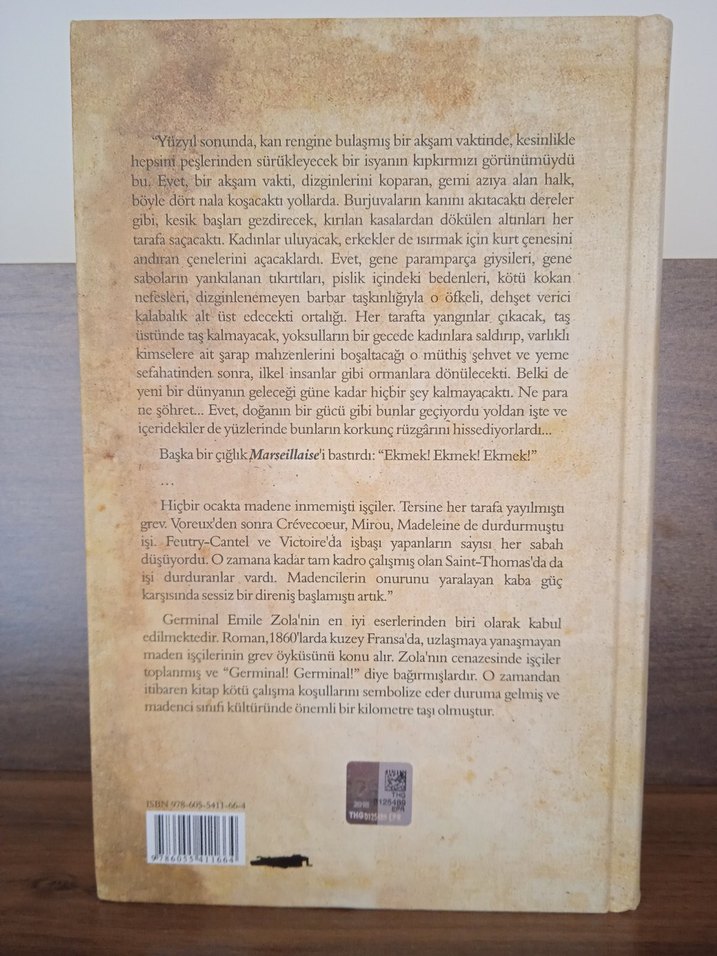 "Yüzyıl sonunda, kan rengine bulaşmış bir akşam vaktinde, kesinlikle
hepsini peşlerinden sürükleyecek bir isyanın kıpkırmızı görünümüydü
bu. Evet, bir akşam vakti, dizginlerini koparan, gemi azıya alan halk,
böyle dört nala koşacaktı yollarda. Burjuvaların kanını akıtacaktı dereler
gibi, kesik başları gezdirecek, kırılan kasalardan dökülen altınları her
tarafa saçacaktı. Kadınlar uluyacak, erkekler de ısırmak için kurt çenesini
andıran çenelerini açacaklardı. Evet, gene paramparça giysileri, gene
saboların yankılanan tıkırtıları, pislik içindeki bedenleri, kötü kokan
nefesleri, dizginlenemeyen barbar taşkınlığıyla o öfkeli, dehşet verici
kalabalık alt üst edecekti ortalığı. Her tarafta yangınlar çıkacak, taş
üstünde taş kalmayacak, yoksulların bir gecede kadınlara saldırıp, varlıklı
kimselere ait şarap mahzenlerini boşaltacağı o müthiş şehvet ve yeme
sefahatinden sonra, ilkel insanlar gibi ormanlara dönülecekti. Belki de
yeni bir dünyanın geleceği güne kadar hiçbir şey kalmayacaktı. Ne para
ne şöhret... Evet, doğanın bir gücü gibi bunlar geçiyordu yoldan işte ve
içeridekiler de yüzlerinde bunların korkunç rüzgârını hissediyorlardı...
Başka bir çığlık Marseillaise'i bastırdı: "Ekmek! Ekmek! Ekmek!"
...
Hiçbir ocakta madene inmemişti işçiler. Tersine her tarafa yayılmıştı
grev. Voreux'den sonra Crévecoeur, Mirou, Madeleine de durdurmuştu
işi. Feutry-Cantel ve Victoire'da işbaşı yapanların sayısı her sabah
düşüyordu. O zamana kadar tam kadro çalışmış olan Saint-Thomas'da da
işi durduranlar vardı. Madencilerin onurunu yaralayan kaba güç
karşısında sessiz bir direniş başlamıştı artık."
Germinal Emile Zola'nin en iyi eserlerinden biri olarak kabul
edilmektedir. Roman,1860'larda kuzey Fransa'da, uzlaşmaya yanaşmayan
maden işçilerinin grev öyküsünü konu alır. Zola'nın cenazesinde işçiler
toplanmış ve "Germinal! Germinal!" diye bağırmışlardır. O zamandan
itibaren kitap kötü çalışma koşullarını sembolize eder duruma gelmiş ve
madenci sınıfı kültüründe önemli bir kilometre taşı olmuştur.
ISBN 978-605-5411-66-4
9786055411664
THG
0125499
EPR
THG0125499 EPR